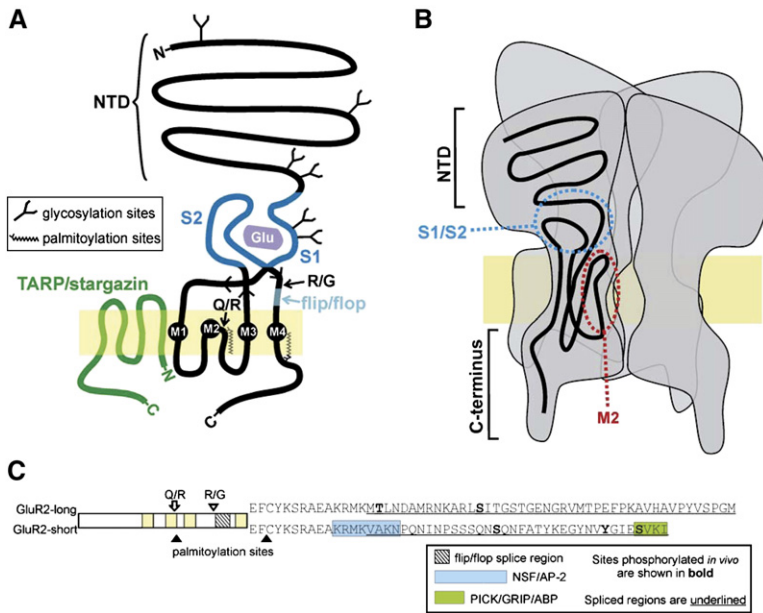 A
N
NTD
glycosylation sites
palmitoylation sites
S2
Glu
S1
TARP/stargazin
R/G
Q/R
flip/flop
M1
M2
M3
M4
N
C
C
B
NTD
S1/S2
C-terminus
M2
C
Q/R
R/G
GluR2-long
EFCYKSRAEAKRMKMTLNDAMRNKARLSITGSTGENGRVMTPEFPKAVHAVPYVSPGM
GluR2-short
EFCYKSRAEAKRMKVAKNPQNINPSSSQNSQNFATYKEGYNVYGIESVKI
palmitoylation sites
flip/flop splice region
NSF/AP-2
PICK/GRIP/ABP
Sites phosphorylated in vivo
are shown in bold
Spliced regions are underlined